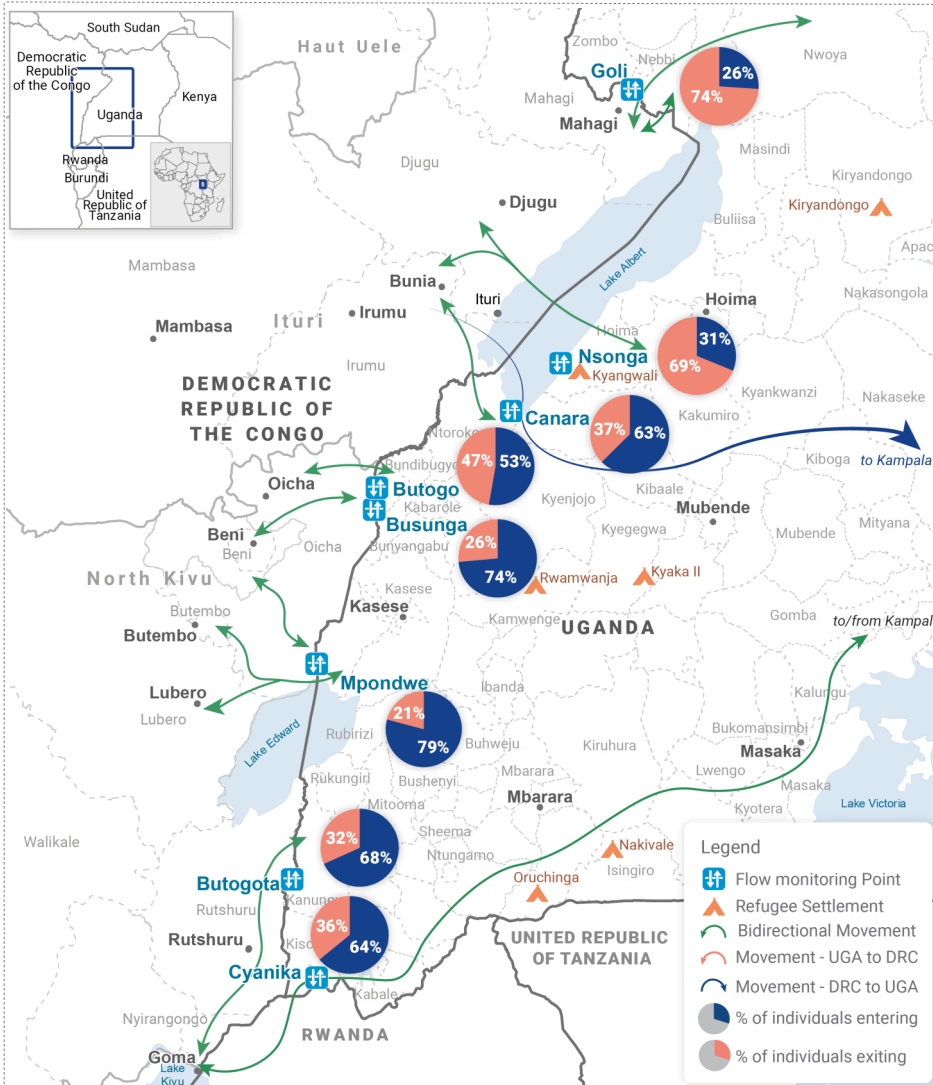 South Sudan
Democratic
Republic
of the Congo
Uganda
Kenya
Rwanda
Burundi
United
Republic of
Tanzania
Haut Uele
Zombo
Nebbi
Nwoya
Goli
26%
74%
Mahagi
Mahagi
Djugu
Masindi
Kiryandongo
Kiryandongo
Djugu
Buliisa
Apac
Mambasa
Lake Albert
Bunia
Nakasongola
Ituri
Hoima
Irumu
Ituri
Mambasa
Hoima
31%
69%
Irumu
Nsonga
Kyangwali
Kyankwanzi
Nakaseke
DEMOCRATIC
REPUBLIC OF
THE CONGO
Canara
37%
63%
Kakumiro
Ntoroko
Kiboga
to Kampala
47%
53%
Bundibugyo
Oicha
Butogo
Kyenjojo
Kibaale
Kabarole
Mubende
Busunga
Beni
Beni
Oicha
Bunyangabu
Kyegegwa
Mubende
Mityana
26%
74%
North Kivu
Rwamwanja
Kyaka II
Kasese
Kasese
Butembo
Butembo
Kamwenge
UGANDA
Gomba
to/from Kampal
Mpondwe
Lubero
Lubero
Ibanda
Kalungu
21%
79%
Lake Edward
Rubirizi
Buhweju
Kiruhura
Bukomansimbi
Masaka
Rukungiri
Bushenyi
Mbarara
Lwengo
Masaka
Mitooma
Mbarara
Kyotera
Lake Victoria
Walikale
32%
68%
Sheema
Ntungamo
Nakivale
Isingiro
Oruchinga
Butogota
Kanungu
Rutshuru
36%
64%
Rutshuru
Kiso
Cyanika
Kabale
UNITED REPUBLIC
OF TANZANIA
Nyirangongo
RWANDA
Goma
Lake
Kivu
Legend
Flow monitoring Point
Refugee Settlement
Bidirectional Movement
Movement - UGA to DRC
Movement - DRC to UGA
% of individuals entering
% of individuals exiting